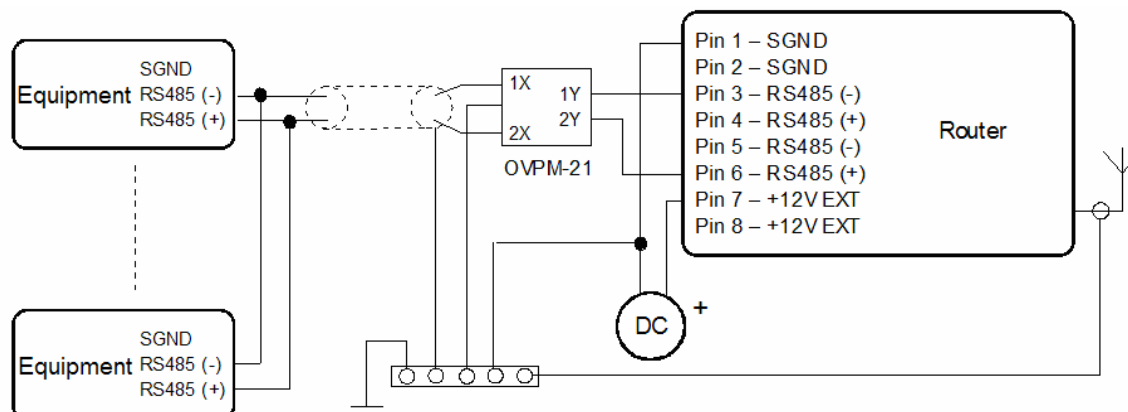 SGND
Equipment RS485 (-)
RS485 (+)
1X
1Y
2Y
2X
OVPM-21
Pin 1 – SGND
Pin 2 – SGND
Pin 3 – RS485 (-)
Pin 4 – RS485 (+)
Pin 5 – RS485 (-)
Pin 6 – RS485 (+)
Pin 7 – +12V EXT
Pin 8 – +12V EXT
Router
DC +
SGND
Equipment RS485 (-)
RS485 (+)